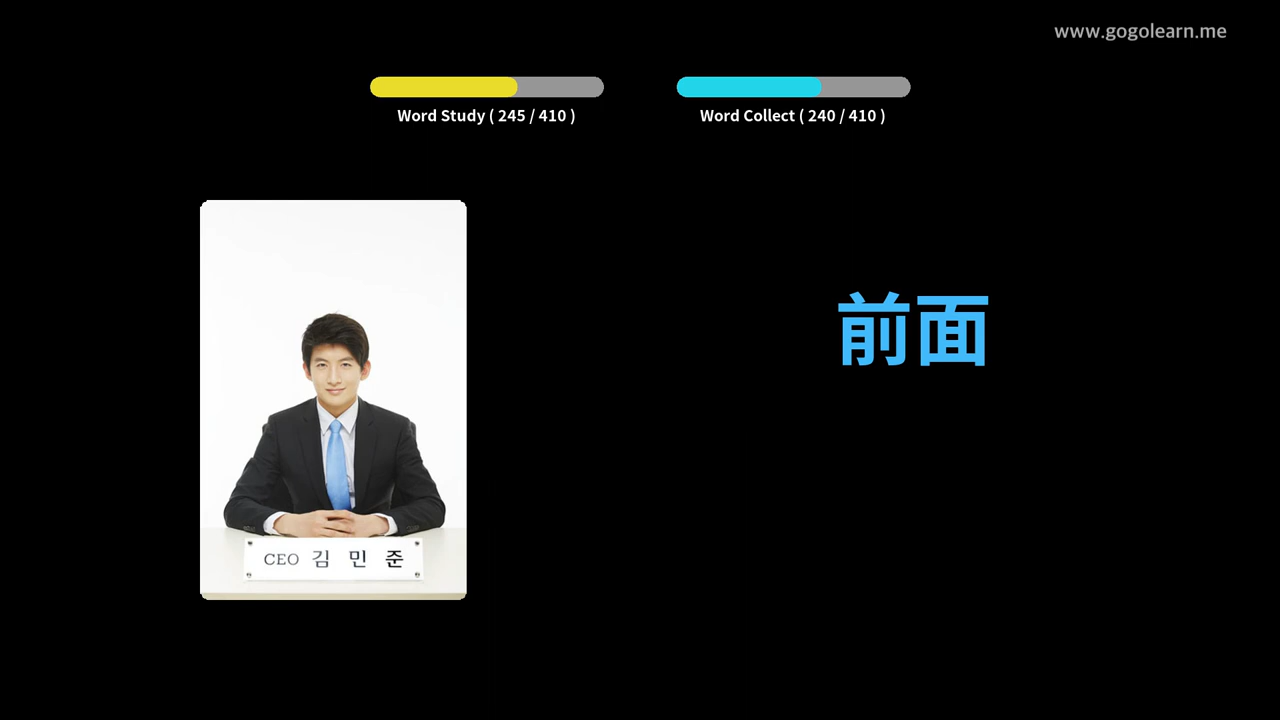 www.gogolearn.me
Word Study ( 245 / 410 )
Word Collect ( 240 / 410 )
前面
CEO 김 민 준